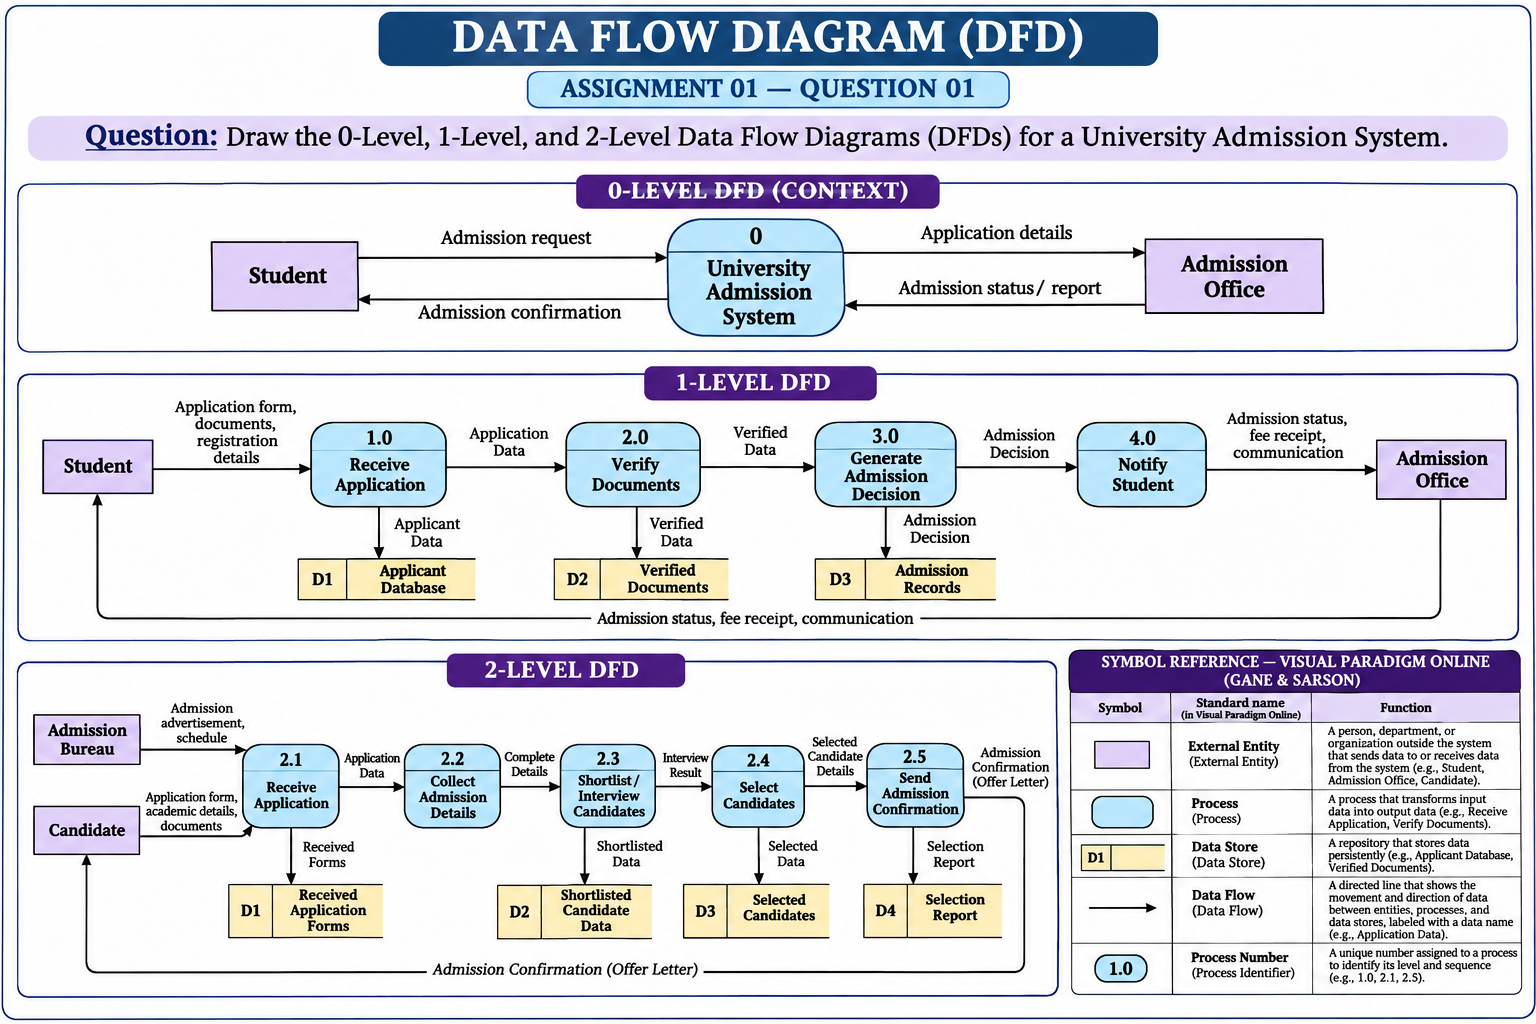 DATA FLOW DIAGRAM (DFD)
ASSIGNMENT 01 — QUESTION 01
Question: Draw the 0-Level, 1-Level, and 2-Level Data Flow Diagrams (DFDs) for a University Admission System.
0-LEVEL DFD (CONTEXT)
Student
Admission request
Admission confirmation
0
University
Admission
System
Application details
Admission status / report
Admission
Office
1-LEVEL DFD
Student
Application form,
documents,
registration
details
1.0
Receive
Application
Application
Data
2.0
Verify
Documents
Verified
Data
3.0
Generate
Admission
Decision
Admission
Decision
4.0
Notify
Student
Admission status,
fee receipt,
communication
Admission
Office
Applicant
Data
Verified
Data
Admission
Decision
D1
Applicant
Database
D2
Verified
Documents
D3
Admission
Records
Admission status, fee receipt, communication
2-LEVEL DFD
Admission
Bureau
Admission
advertisement,
schedule
Candidate
Application form,
academic details,
documents
2.1
Receive
Application
Application
Data
2.2
Collect
Admission
Details
Complete
Details
2.3
Shortlist/
Interview
Candidates
Interview
Result
2.4
Select
Candidates
Selected
Candidate
Details
2.5
Send
Admission
Confirmation
Admission
Confirmation
(Offer Letter)
Received
Forms
Shortlisted
Data
Selected
Data
Selection
Report
D1
Received
Application
Forms
D2
Shortlisted
Candidate
Data
D3
Selected
Candidates
D4
Selection
Report
Admission Confirmation (Offer Letter)
SYMBOL REFERENCE — VISUAL PARADIGM ONLINE
(GANE & SARSON)
Symbol
Standard name
(in Visual Paradigm Online)
Function
External Entity
(External Entity)
A person, department, or
organization outside the system
that sends data to or receives data
from the system (e.g., Student,
Admission Office, Candidate).
Process
(Process)
A process that transforms input
data into output data (e.g., Receive
Application, Verify Documents).
D1
Data Store
(Data Store)
A repository that stores data
persistently (e.g., Applicant Database,
Verified Documents).
Data Flow
(Data Flow)
A directed line that shows the
movement and direction of data
between entities, processes, and
data stores, labeled with a data name
(e.g., Application Data).
1.0
Process Number
(Process Identifier)
A unique number assigned to a process
to identify its level and sequence
(e.g., 1.0, 2.1, 2.5).